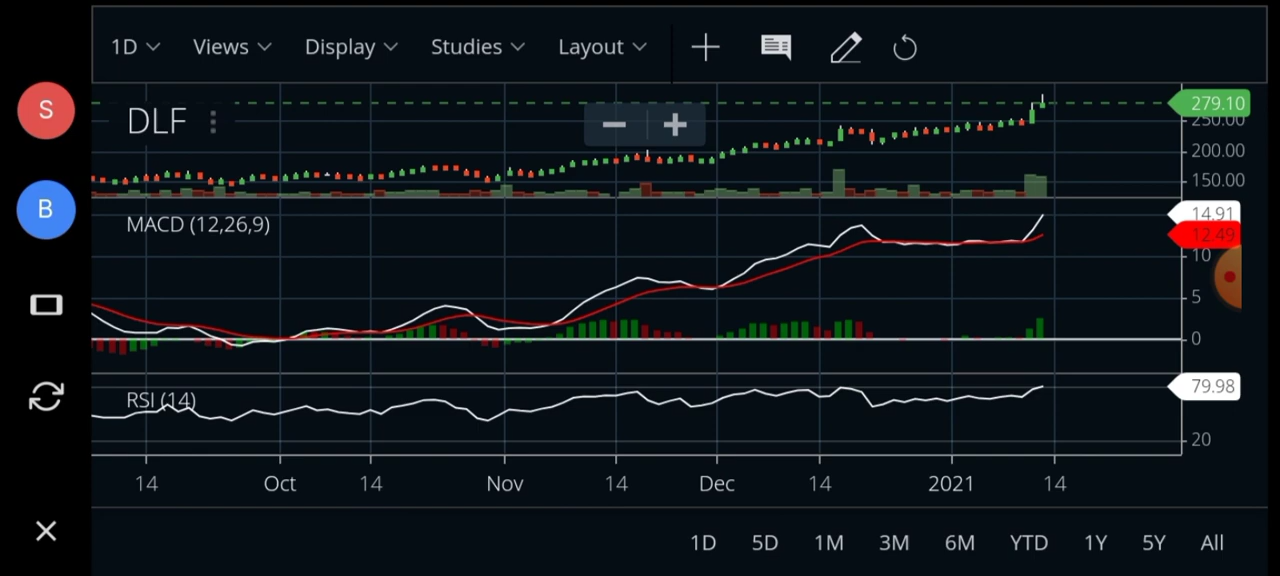 1D Views Display Studies Layout
S
DLF
279.10
250.00
200.00
150.00
B
MACD (12,26,9)
14.91
12.49
10
5
0
RSI (14)
79.98
20
14 Oct 14 Nov 14 Dec 14 2021 14
1D 5D 1M 3M 6M YTD 1Y 5Y All